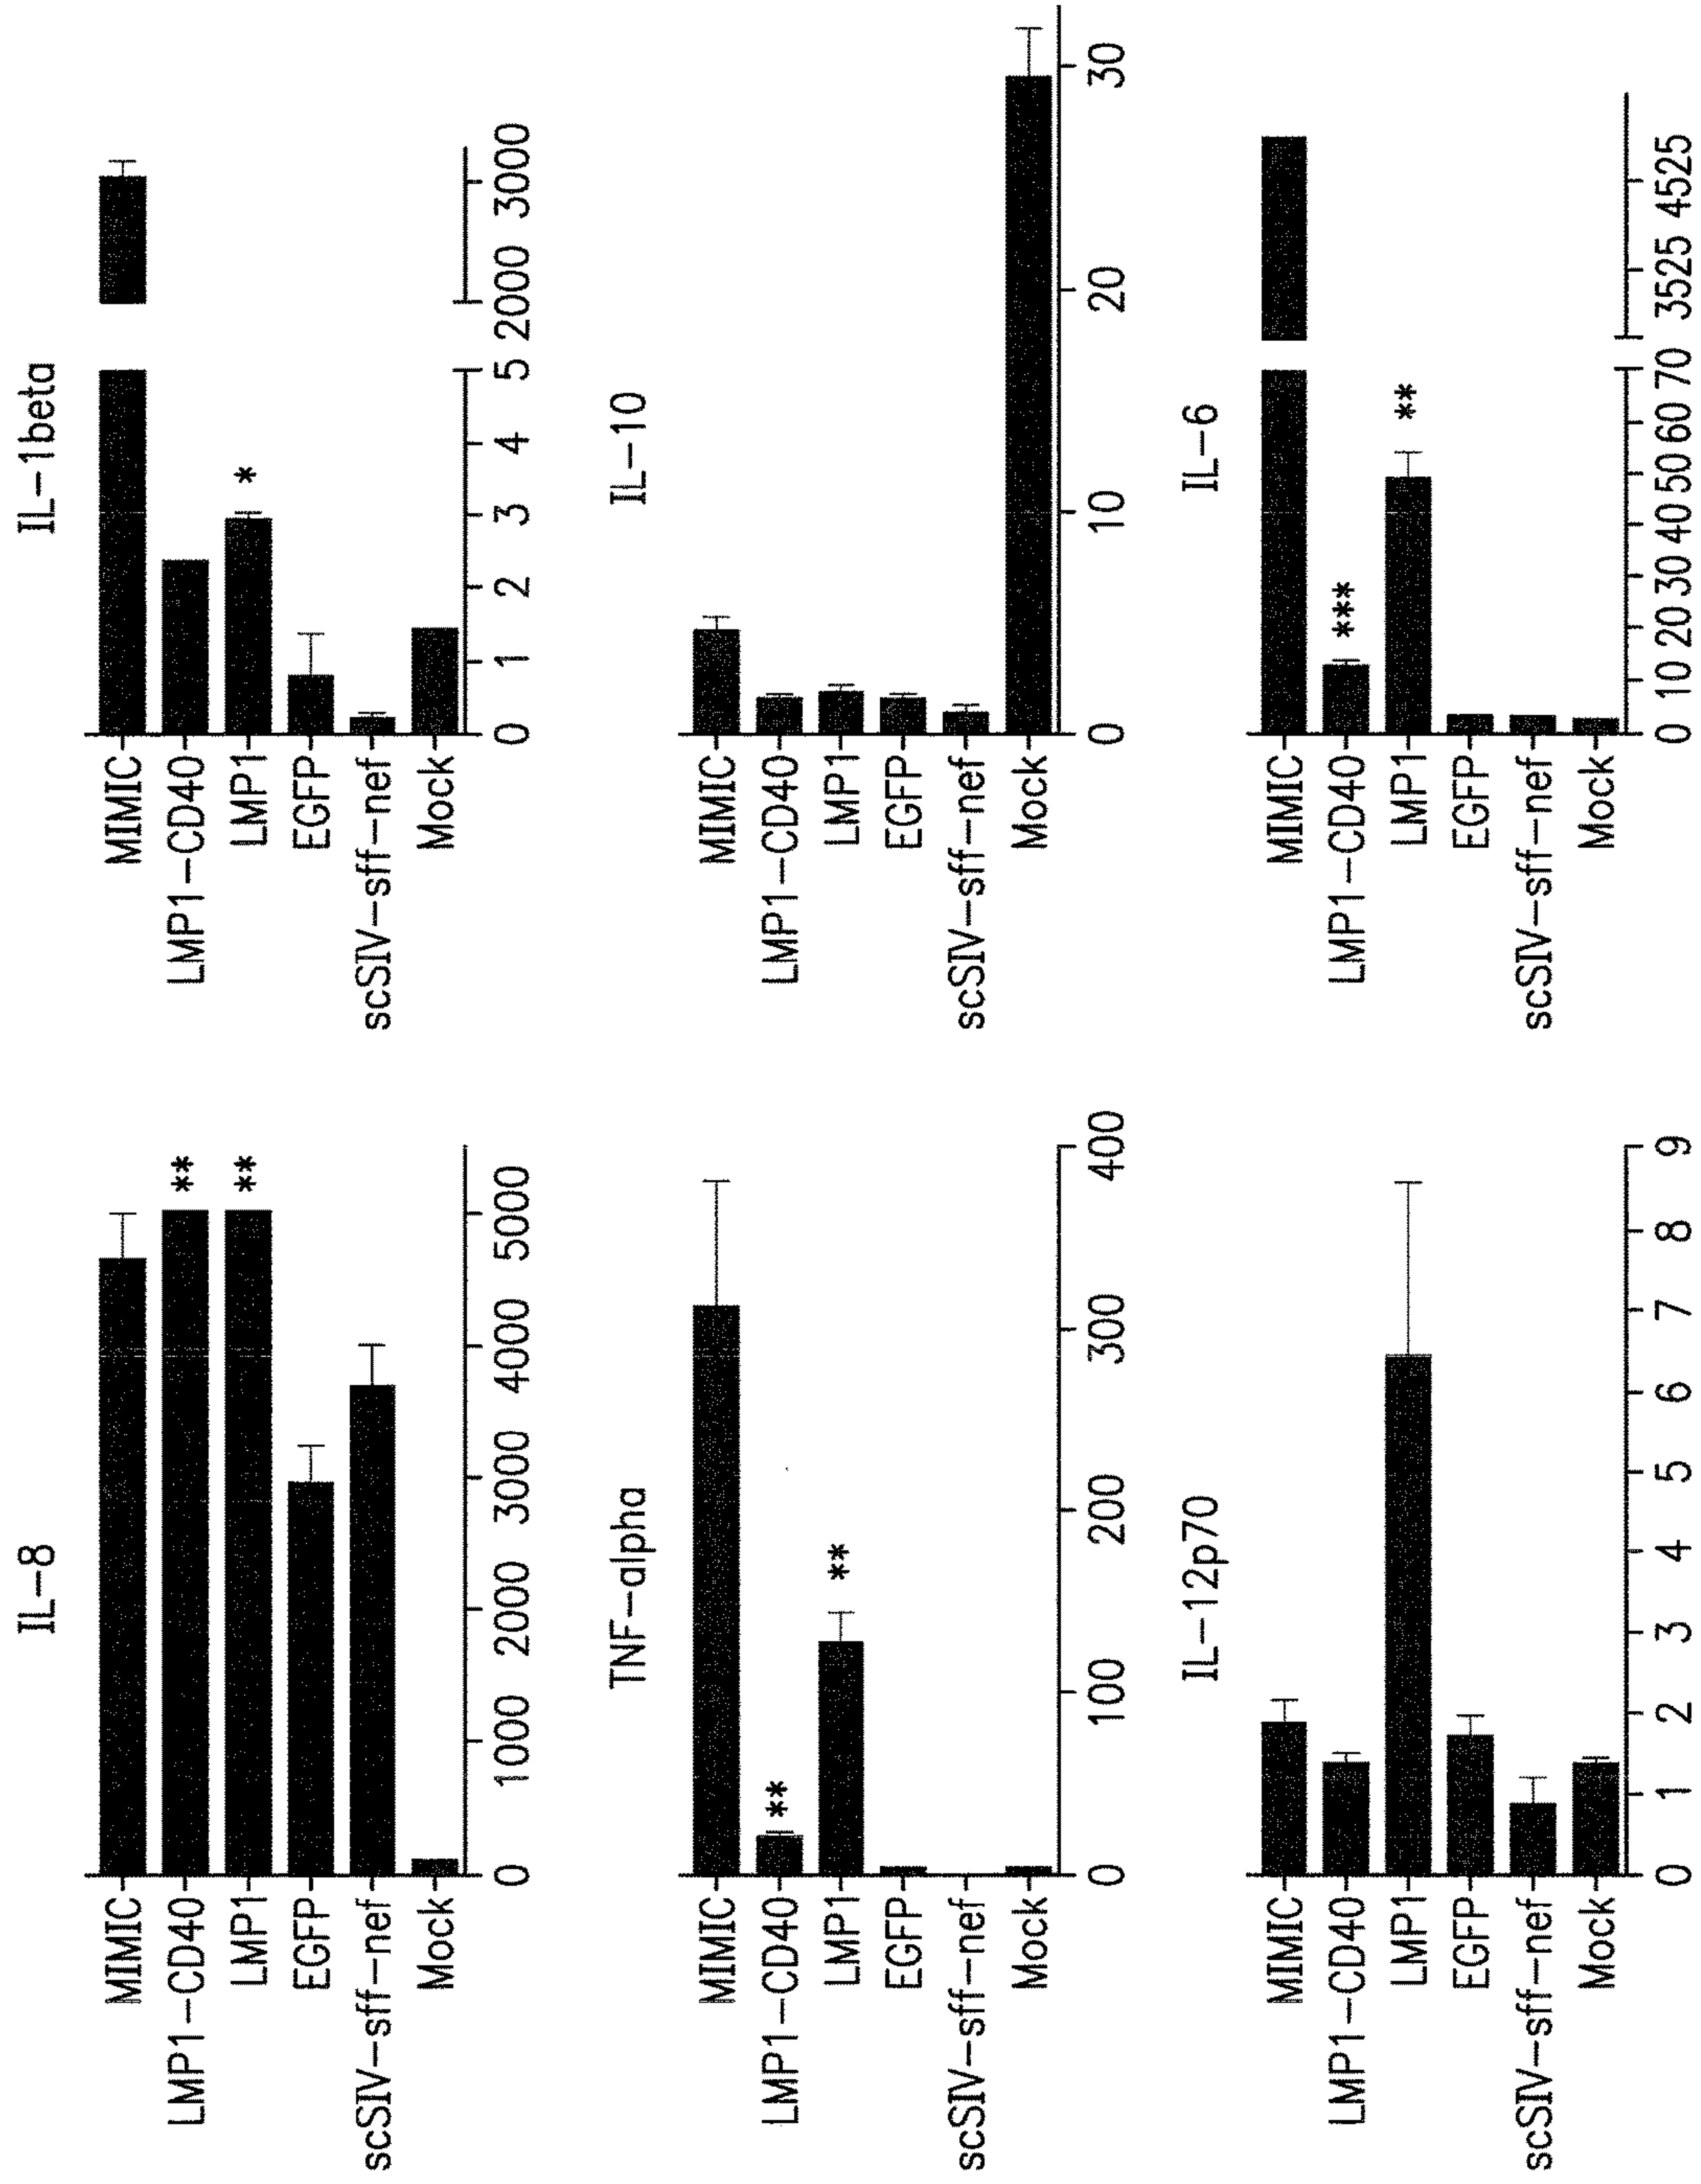 IL-8
MIMIC
LMP1-CD40 **
LMP1 **
EGFP
scSIV-sff-nef
Mock
0 1000 2000 3000 4000 5000
IL-1beta
MIMIC
LMP1-CD40
LMP1 *
EGFP
scSIV-sff-nef
Mock
0 1 2 3 4 5 2000 3000
TNF-alpha
MIMIC
LMP1-CD40 **
LMP1 **
EGFP
scSIV-sff-nef
Mock
0 100 200 300 400
IL-10
MIMIC
LMP1-CD40
LMP1
EGFP
scSIV-sff-nef
Mock
0 10 20 30
IL-12p70
MIMIC
LMP1-CD40
LMP1
EGFP
scSIV-sff-nef
Mock
0 1 2 3 4 5 6 7 8 9
IL-6
MIMIC
LMP1-CD40 ***
LMP1 **
EGFP
scSIV-sff-nef
Mock
0 10 20 30 40 50 60 70 3525 4525